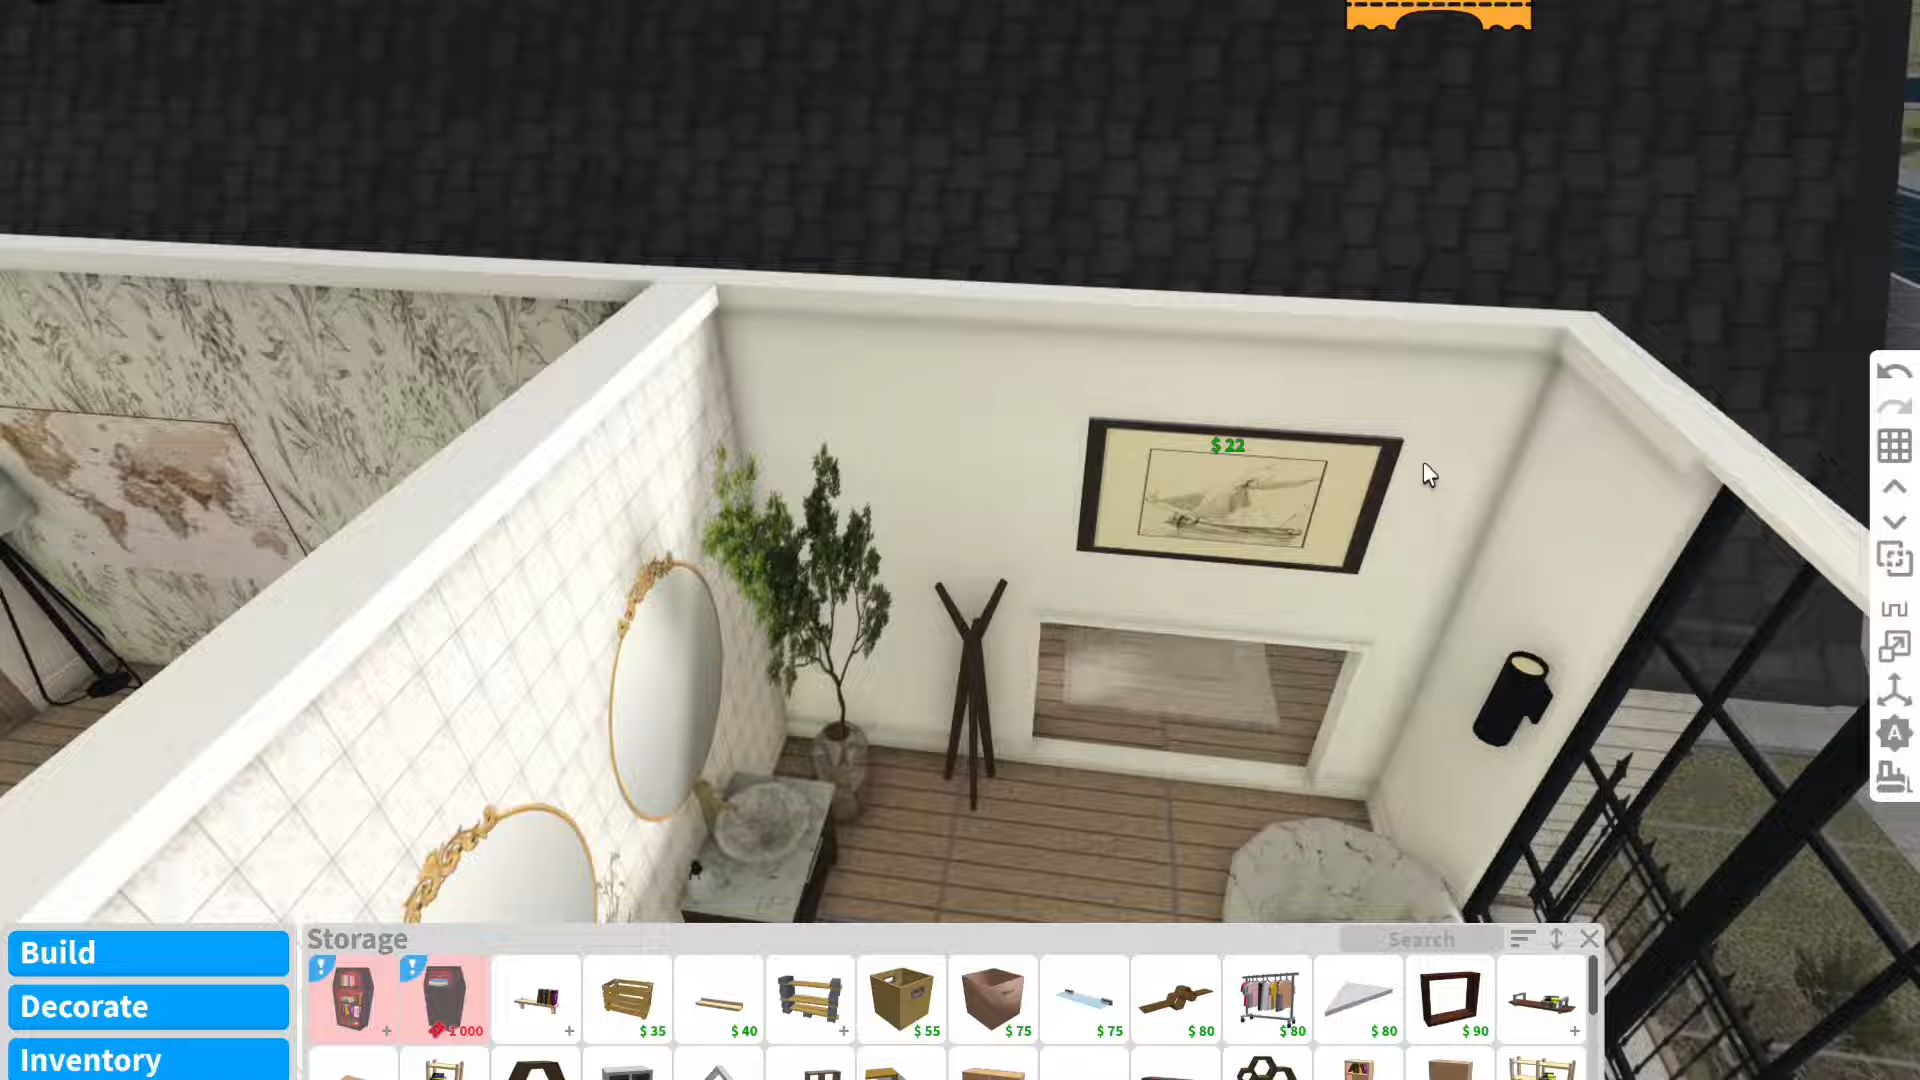 $ 22
A
Build
Decorate
Inventory
Storage
Search
! ! 1 000 $ 35 $ 40 $ 55 $ 75 $ 75 $ 80 $ 80 $ 80 $ 90